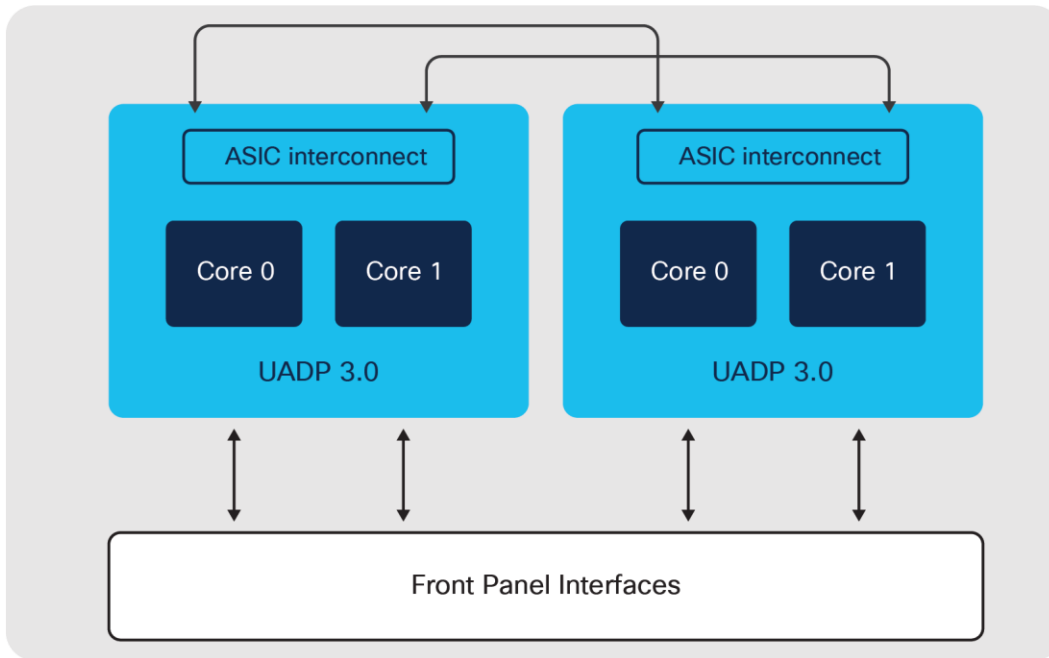 ASIC interconnect
ASIC interconnect
Core 0
Core 1
Core 0
Core 1
UADP 3.0
UADP 3.0
Front Panel Interfaces